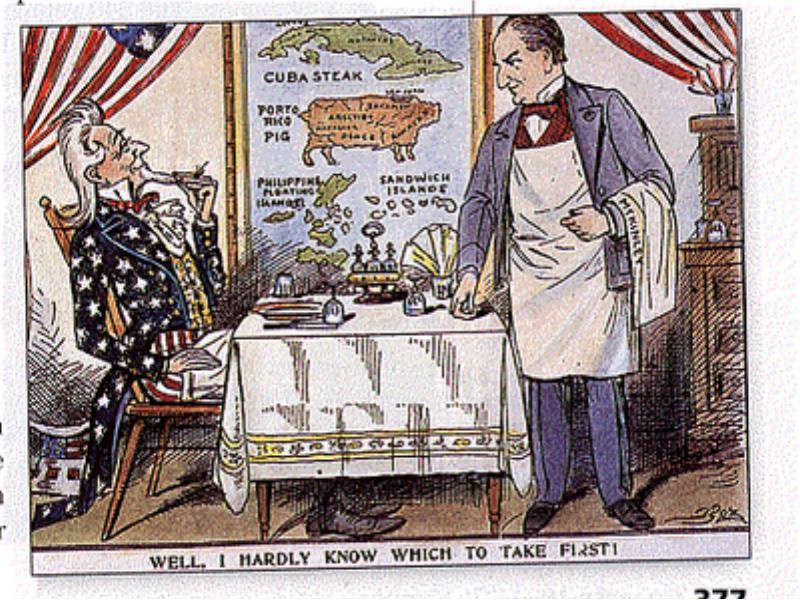 CUBA STEAK
PORTO
RICO
PIG
PHILIPPINE
FLOATING
ISLANDS
SANDWICH
ISLANDS
McKINLEY
WELL, I HARDLY KNOW WHICH TO TAKE FIRST!
377